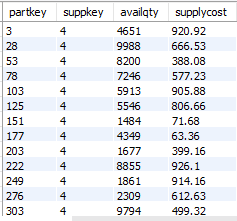 partkey suppkey availqty supplycost
3 4 4651 920.92
28 4 9988 666.53
53 4 8200 388.08
78 4 7246 577.23
103 4 5913 905.88
125 4 5546 806.66
151 4 1484 71.68
177 4 4349 63.36
203 4 1677 399.16
222 4 8855 926.1
249 4 1861 914.16
276 4 2309 612.63
303 4 9794 499.32